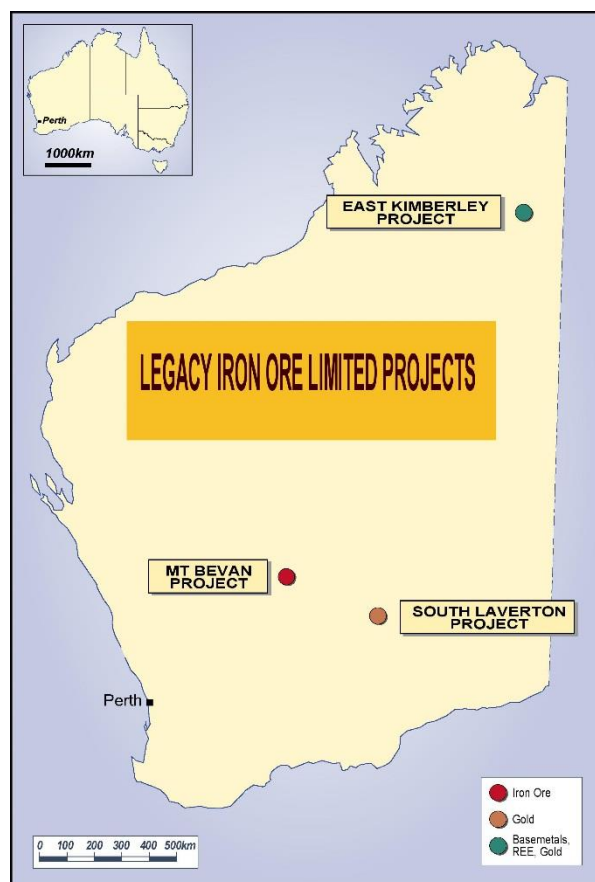 Perth
1000km
EAST KIMBERLEY
PROJECT
LEGACY IRON ORE LIMITED PROJECTS
MT BEVAN
PROJECT
SOUTH LAVERTON
PROJECT
Perth
Iron Ore
Gold
Basemetals,
REE, Gold
0 100 200 300 400 500km